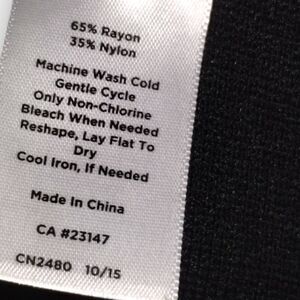 65% Rayon
35% Nylon
Machine Wash Cold
Gentle Cycle
Only Non-Chlorine
Bleach When Needed
Reshape, Lay Flat To
Dry
Cool Iron, If Needed
Made In China
CA #23147
CN2480 10/15